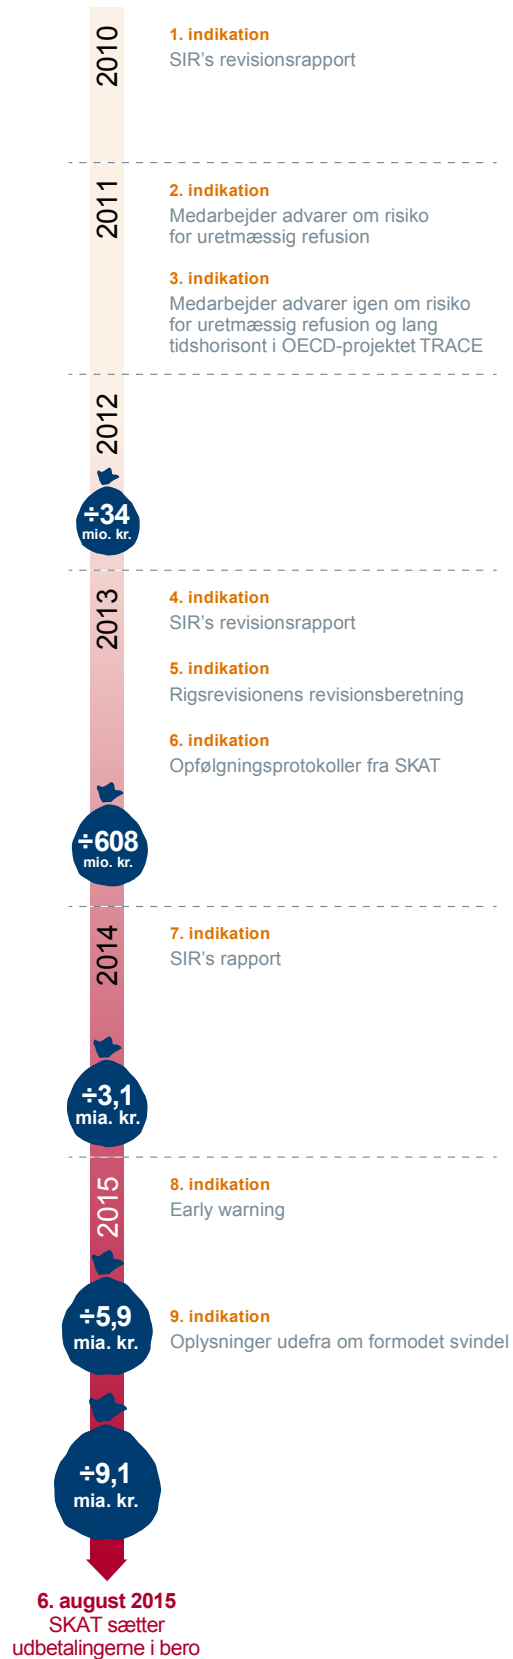 2010
1. indikation
SIR's revisionsrapport
2011
2. indikation
Medarbejder advarer om risiko
for uretmæssig refusion
3. indikation
Medarbejder advarer igen om risiko
for uretmæssig refusion og lang
tidshorisont i OECD-projektet TRACE
2012
÷34
mio. kr.
2013
4. indikation
SIR's revisionsrapport
5. indikation
Rigsrevisionens revisionsberetning
6. indikation
Opfølgningsprotokoller fra SKAT
÷608
mio. kr.
2014
7. indikation
SIR's rapport
÷3,1
mia. kr.
2015
8. indikation
Early warning
÷5,9
mia. kr.
9. indikation
Oplysninger udefra om formodet svindel
÷9,1
mia. kr.
6. august 2015
SKAT sætter
udbetalingerne i bero